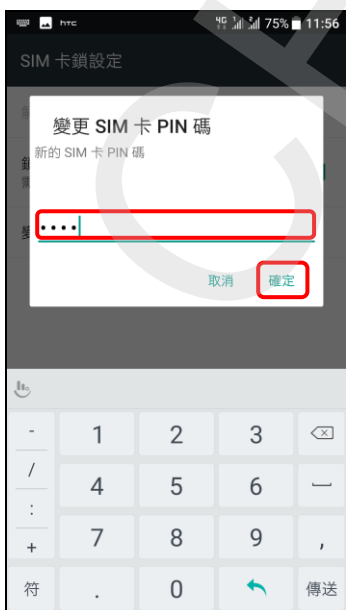 hTC 4G 75% 11:56
SIM 卡鎖設定
變更 SIM 卡 PIN 碼
新的 SIM 卡 PIN 碼
••••
取消 確定
- 1 2 3
/ 4 5 6
:
+ 7 8 9 ,
符 . 0 傳送